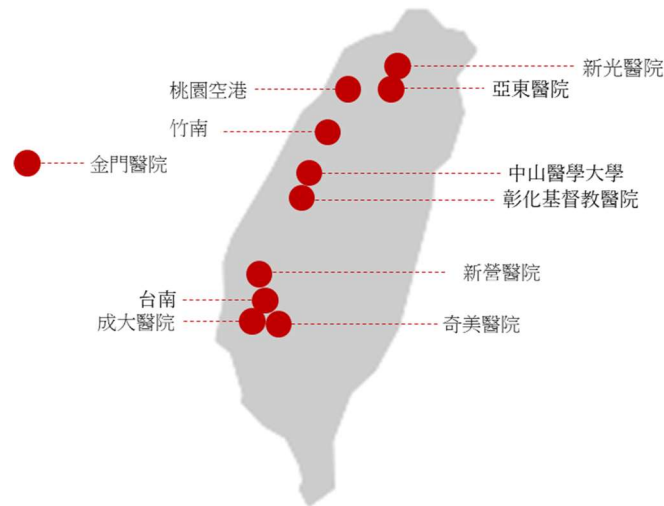 新光醫院
桃園空港
亞東醫院
竹南
金門醫院
中山醫學大學
彰化基督教醫院
新營醫院
台南
成大醫院
奇美醫院